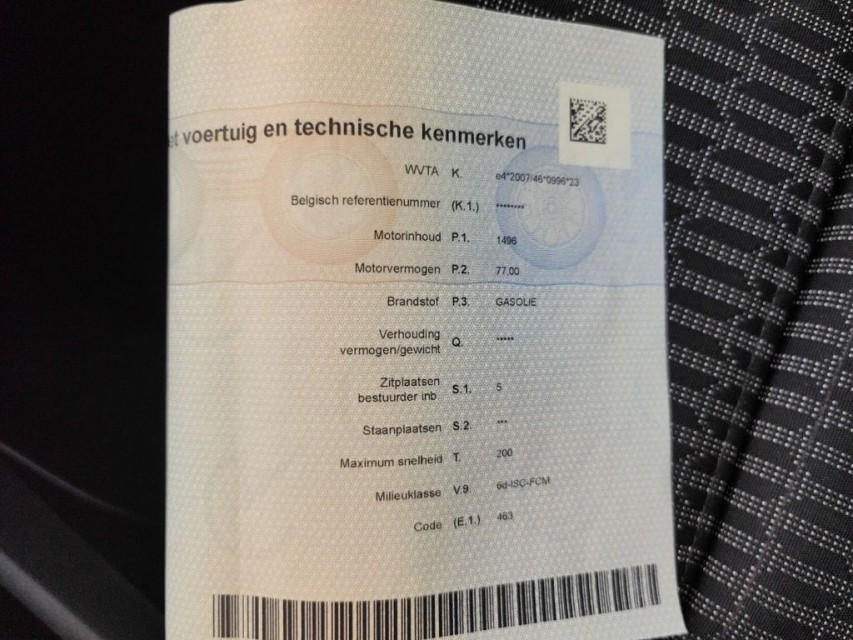 voertuig en technische kenmerken
WVTA K. e4*2007/46*0996*23
Belgisch referentienummer (K.1.) ********
Motorinhoud P.1. 1496
Motorvermogen P.2. 77.00
Brandstof P.3. GASOLIE
Verhouding
vermogen/gewicht Q. *****
Zitplaatsen
bestuurder inb S.1. 5
Staanplaatsen S.2. ***
Maximum snelheid T. 200
Milieuklasse V.9. 6d-ISC-FCM
Code (E.1.) 463